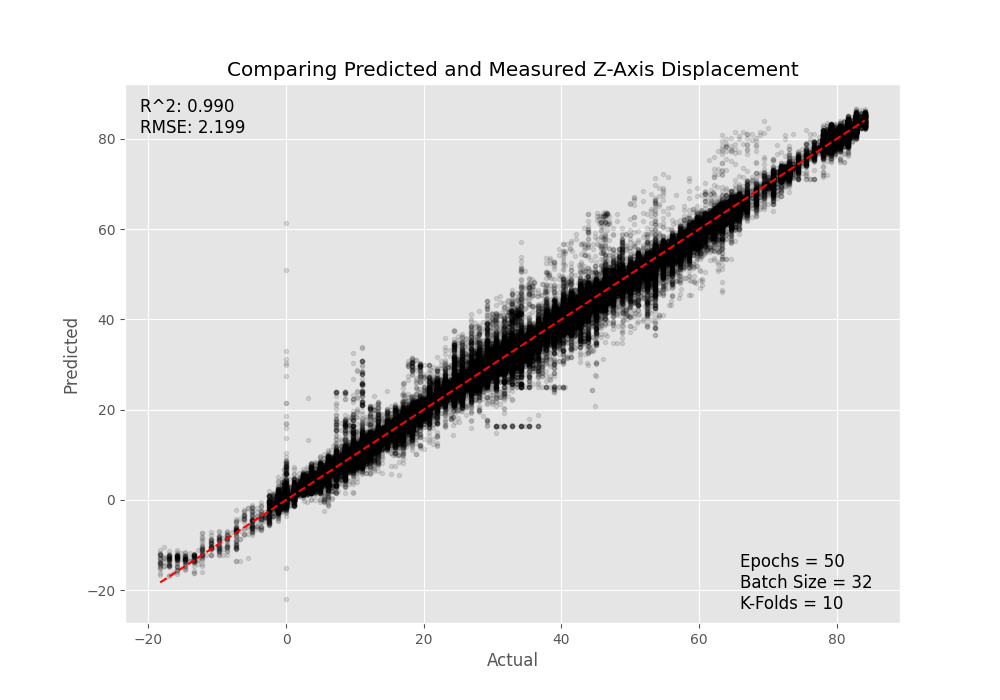 Comparing Predicted and Measured Z-Axis Displacement
R^2: 0.990
RMSE: 2.199
80
60
40
20
0
−20
Predicted
Epochs = 50
Batch Size = 32
K-Folds = 10
−20 0 20 40 60 80
Actual